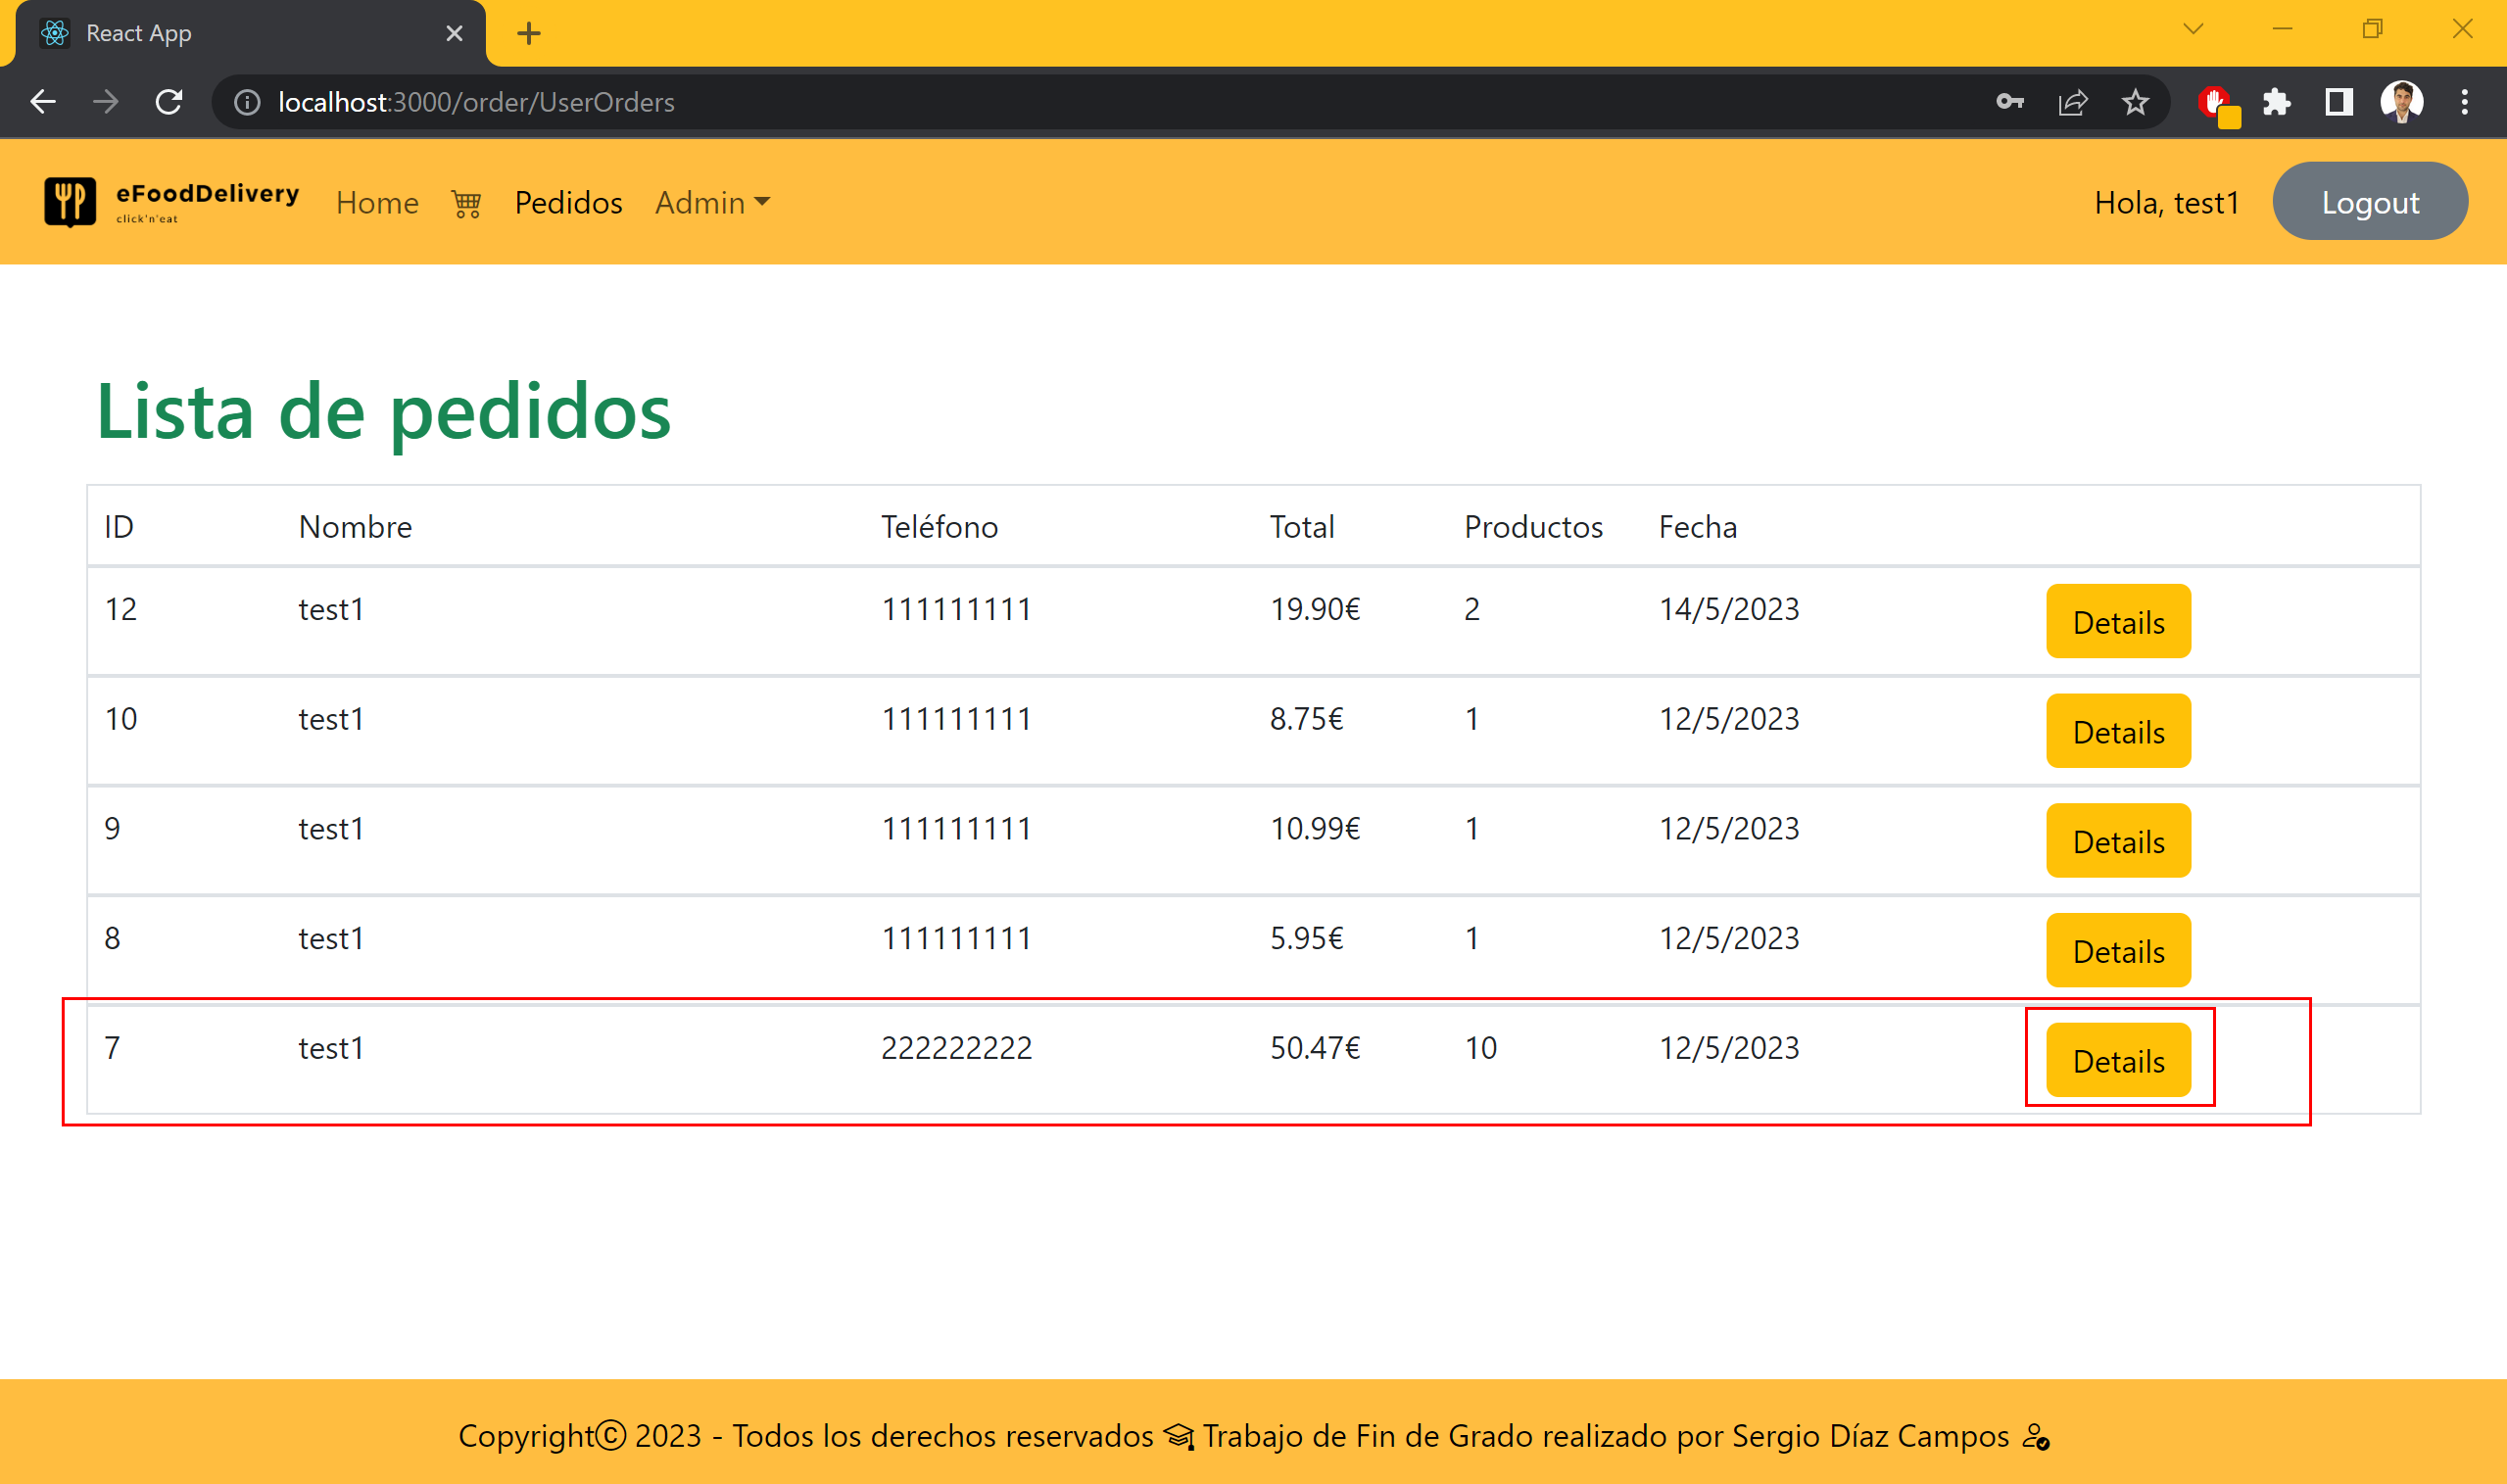 React App
localhost:3000/order/UserOrders
eFoodDelivery
click'n'eat
Home Pedidos Admin Hola, test1 Logout
Lista de pedidos
ID Nombre Teléfono Total Productos Fecha
12 test1 111111111 19.90€ 2 14/5/2023 Details
10 test1 111111111 8.75€ 1 12/5/2023 Details
9 test1 111111111 10.99€ 1 12/5/2023 Details
8 test1 111111111 5.95€ 1 12/5/2023 Details
7 test1 222222222 50.47€ 10 12/5/2023 Details
Copyright© 2023 - Todos los derechos reservados Trabajo de Fin de Grado realizado por Sergio Díaz Campos